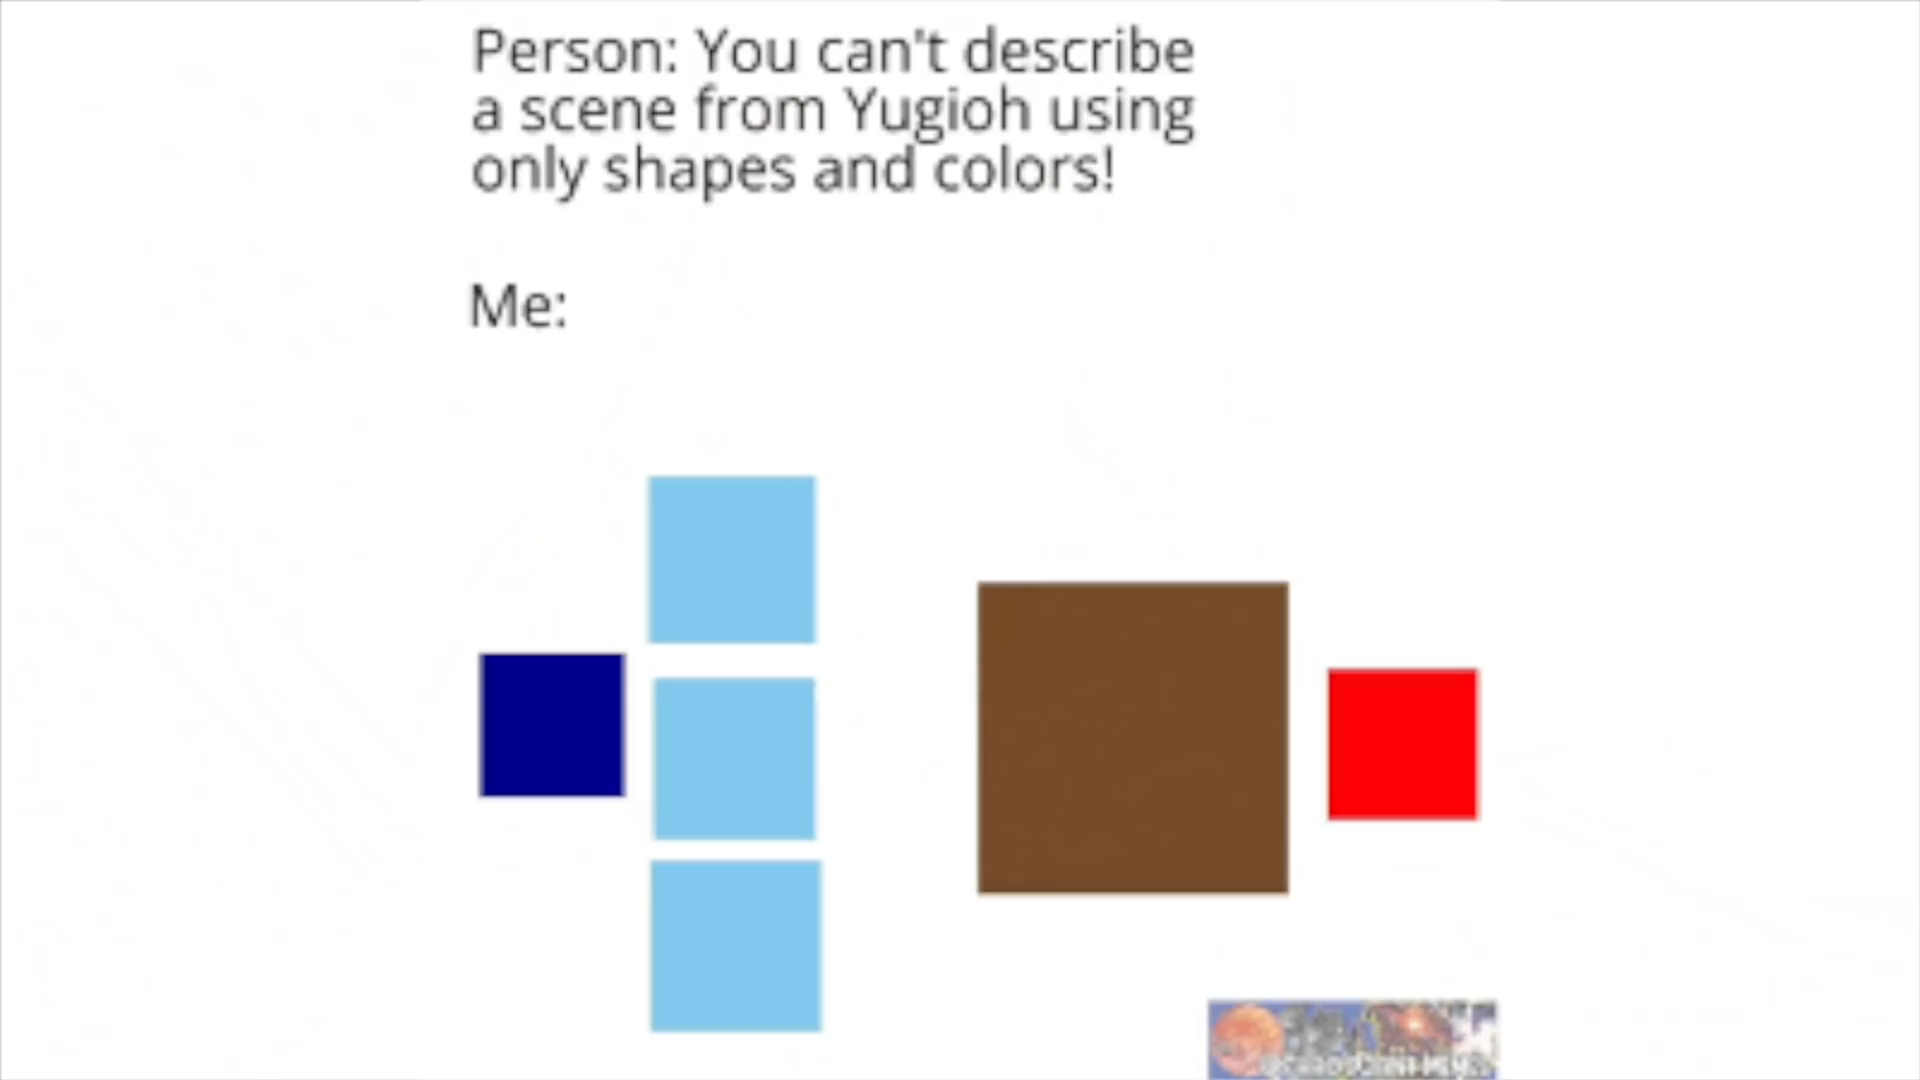 Person: You can't describe
a scene from Yugioh using
only shapes and colors!
Me: